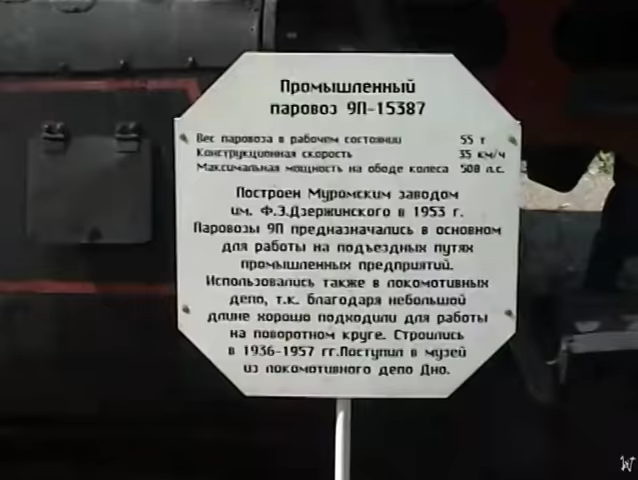 Промышленный
паровоз 9П-15387
Вес паровоза в рабочем состоянии 55 т
Конструкционная скорость 35 км/ч
Максимальная мощность на ободе колеса 500 л.с.
Построен Муромским заводом
им. Ф.Э.Дзержинского в 1953 г.
Паровозы 9П предназначались в основном
для работы на подъездных путях
промышленных предприятий.
Использовались также в локомотивных
депо, т.к. благодаря небольшой
длине хорошо подходили для работы
на поворотном круге. Строились
в 1936-1957 гг.Поступил в музей
из локомотивного депо Дно.